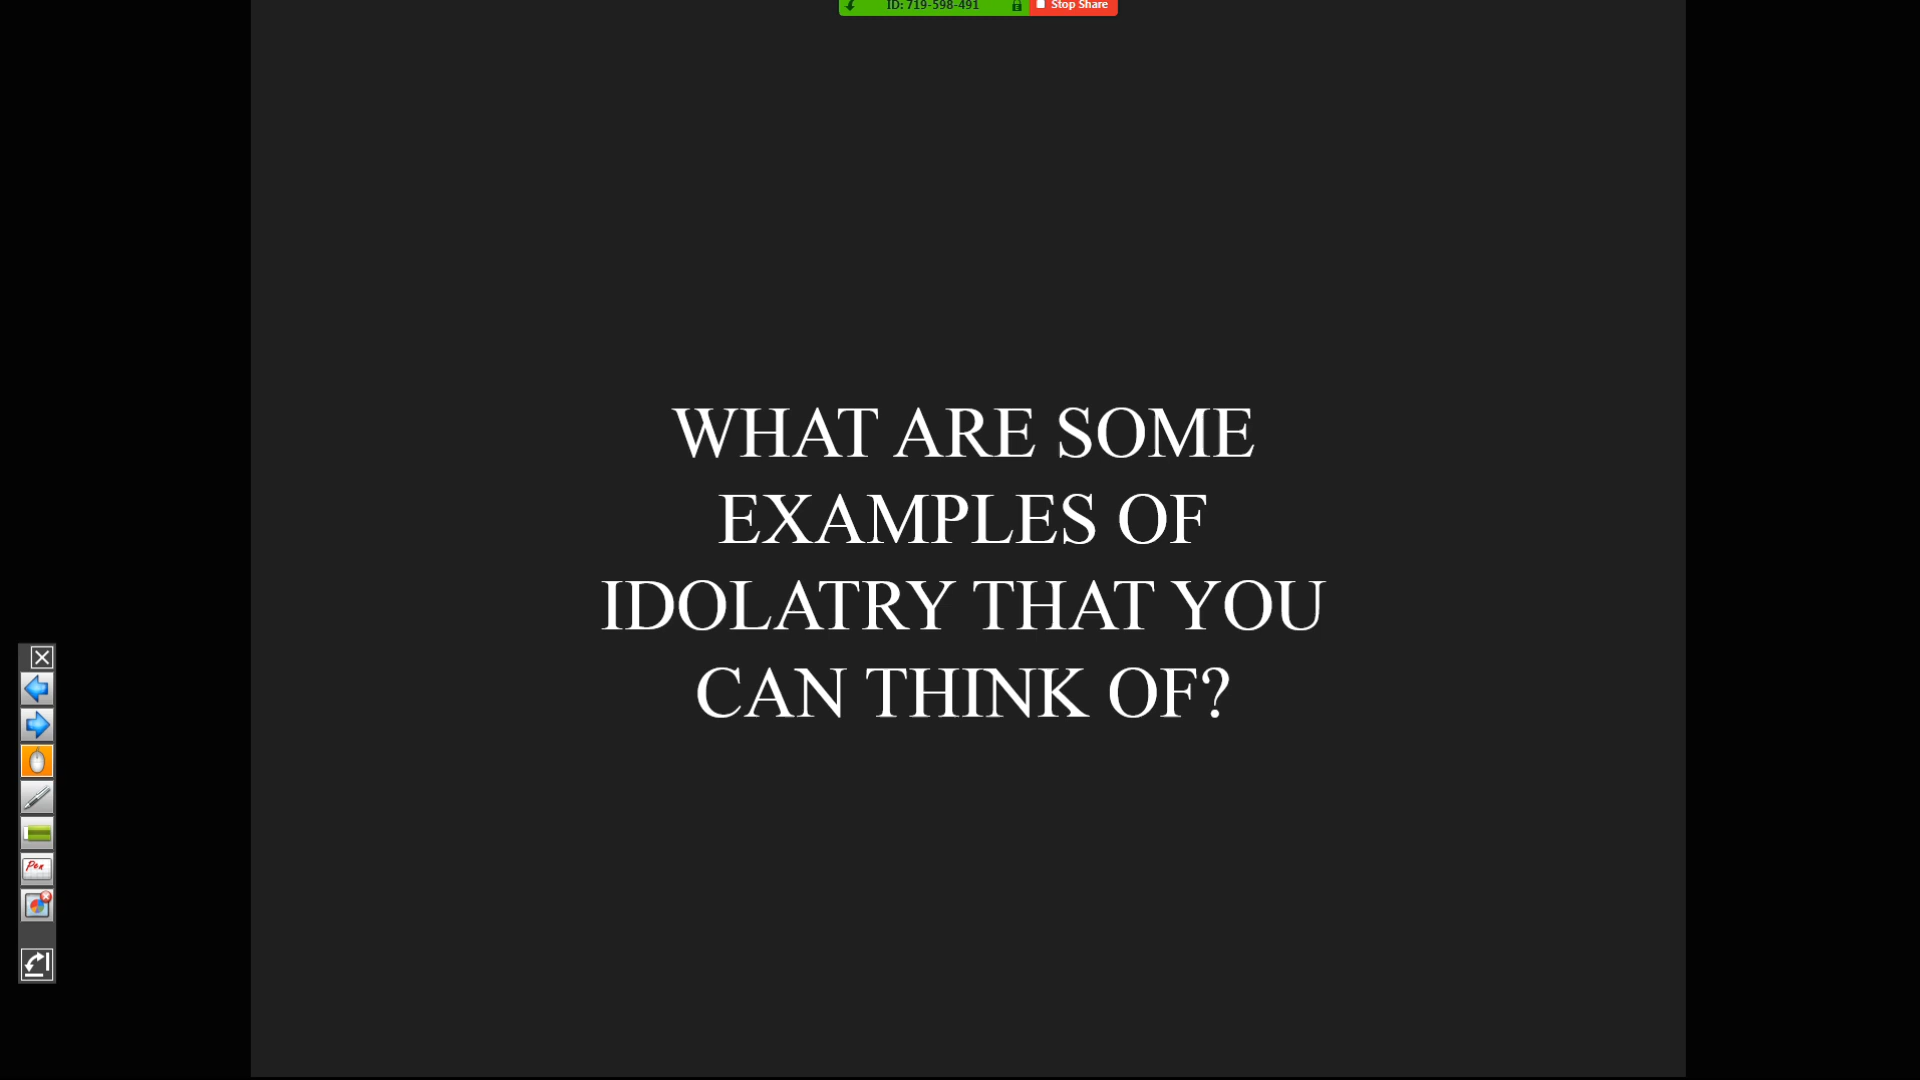 ID: 719-598-491
Stop Share
WHAT ARE SOME
EXAMPLES OF
IDOLATRY THAT YOU
CAN THINK OF?
Pen